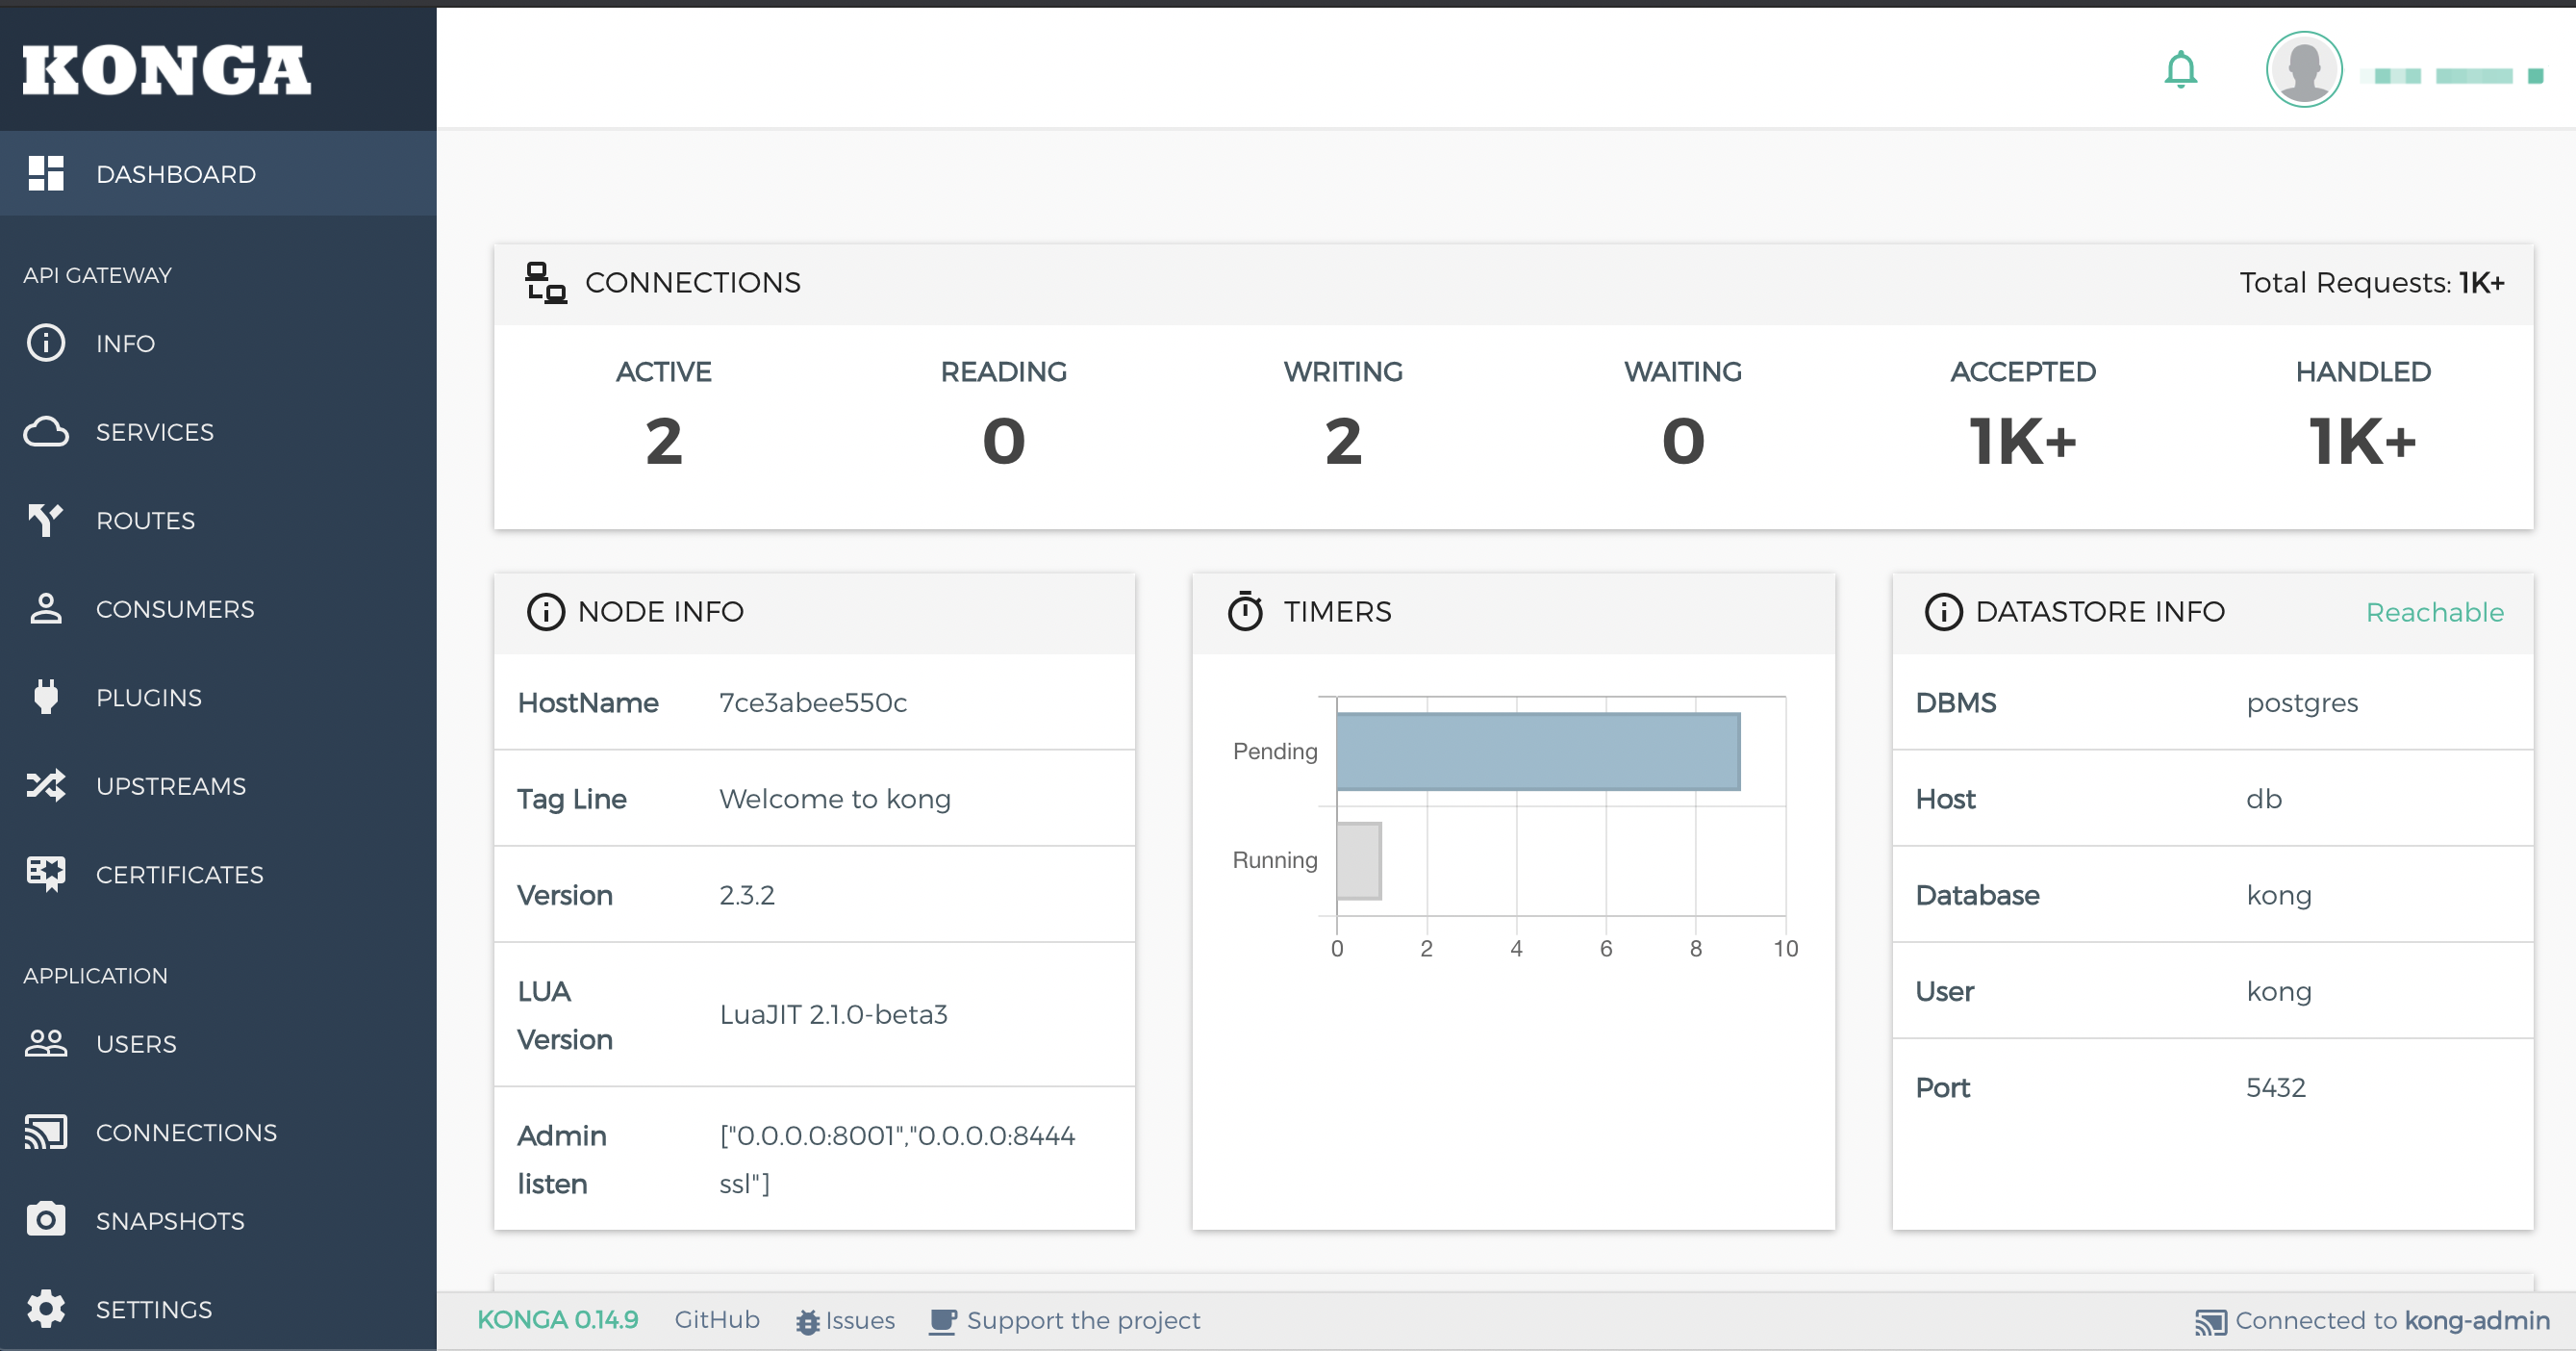 KONGA
DASHBOARD
API GATEWAY
INFO
SERVICES
ROUTES
CONSUMERS
PLUGINS
UPSTREAMS
CERTIFICATES
APPLICATION
USERS
CONNECTIONS
SNAPSHOTS
SETTINGS
CONNECTIONS
Total Requests: 1K+
ACTIVE READING WRITING WAITING ACCEPTED HANDLED
2 0 2 0 1K+ 1K+
NODE INFO
HostName 7ce3abee550c
Tag Line Welcome to kong
Version 2.3.2
LUA
Version
LuaJIT 2.1.0-beta3
Admin
listen
["0.0.0.0:8001","0.0.0.0:8444
ssl"]
TIMERS
Pending
Running
0 2 4 6 8 10
DATASTORE INFO Reachable
DBMS postgres
Host db
Database kong
User kong
Port 5432
KONGA 0.14.9 GitHub Issues Support the project Connected to kong-admin